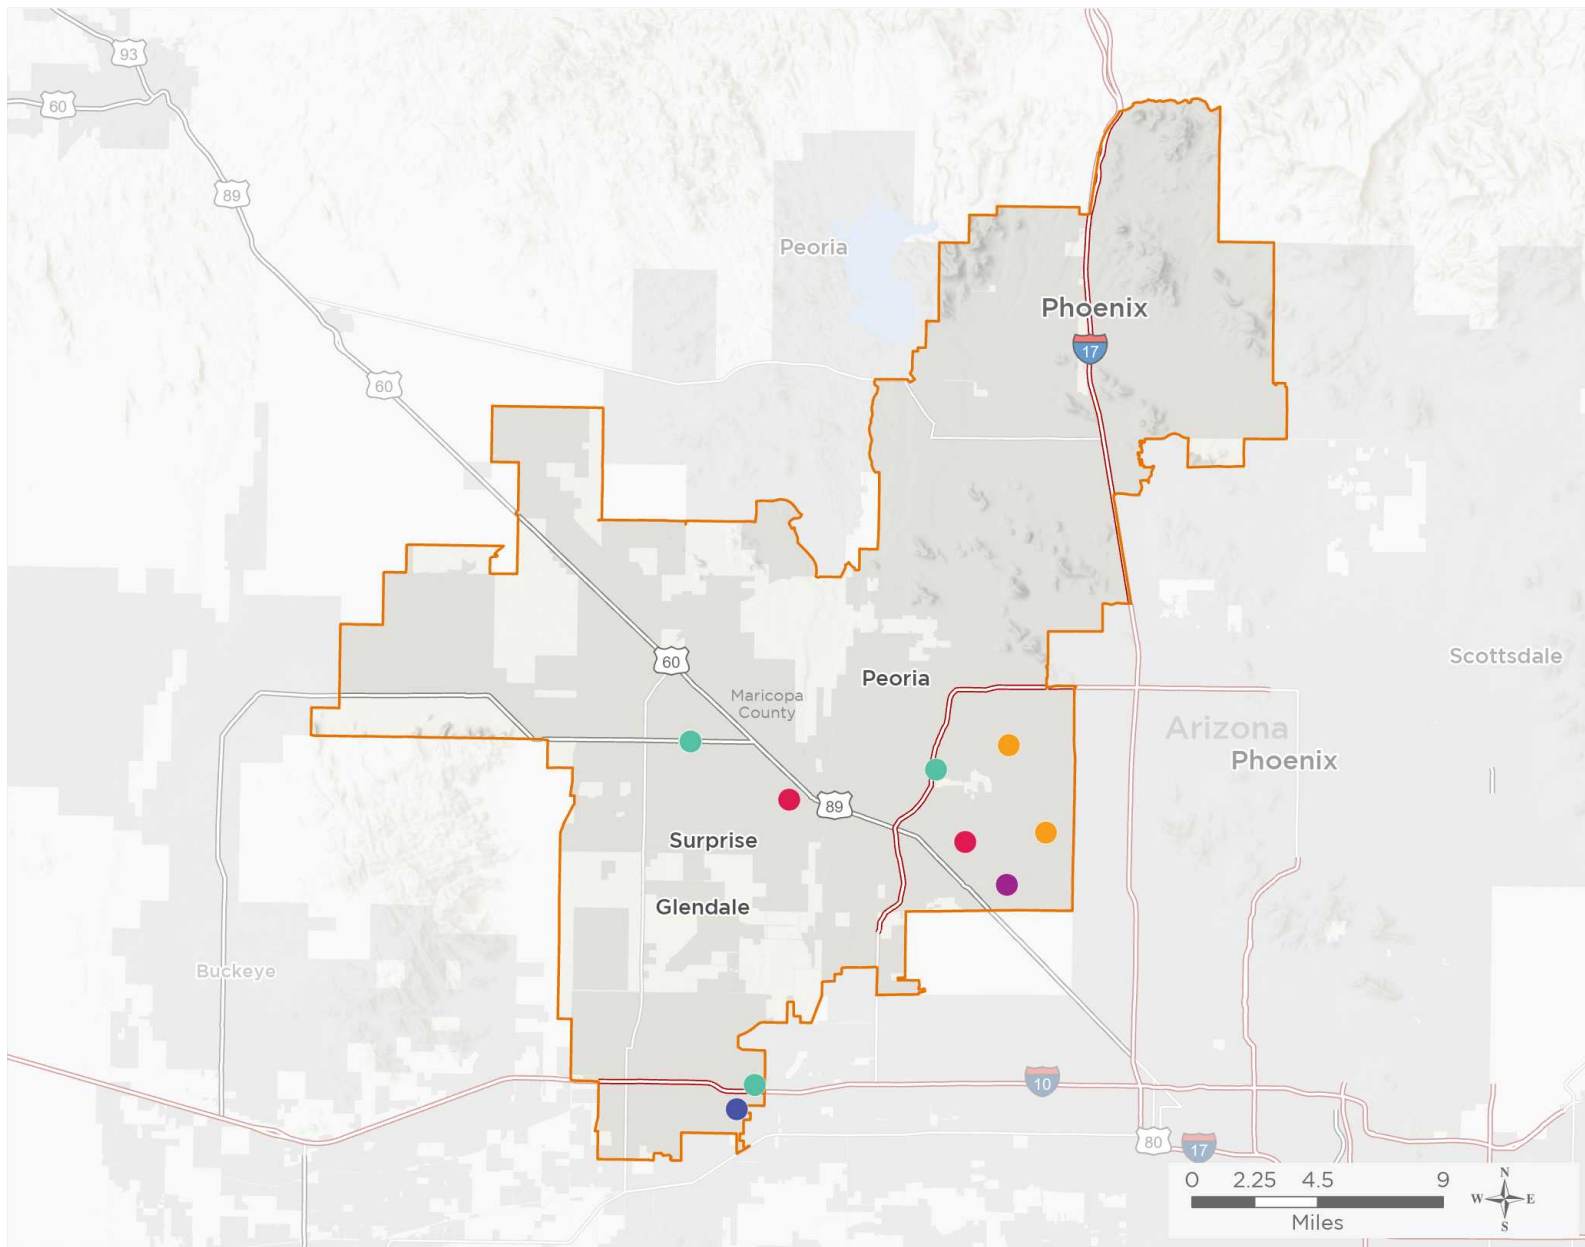 93
60
89
Peoria
Phoenix
17
60
Scottsdale
60
Peoria
Maricopa
County
Arizona
Phoenix
89
Surprise
Glendale
Buckeye
10
80
17
0 2.25 4.5 9
Miles
N
W E
S